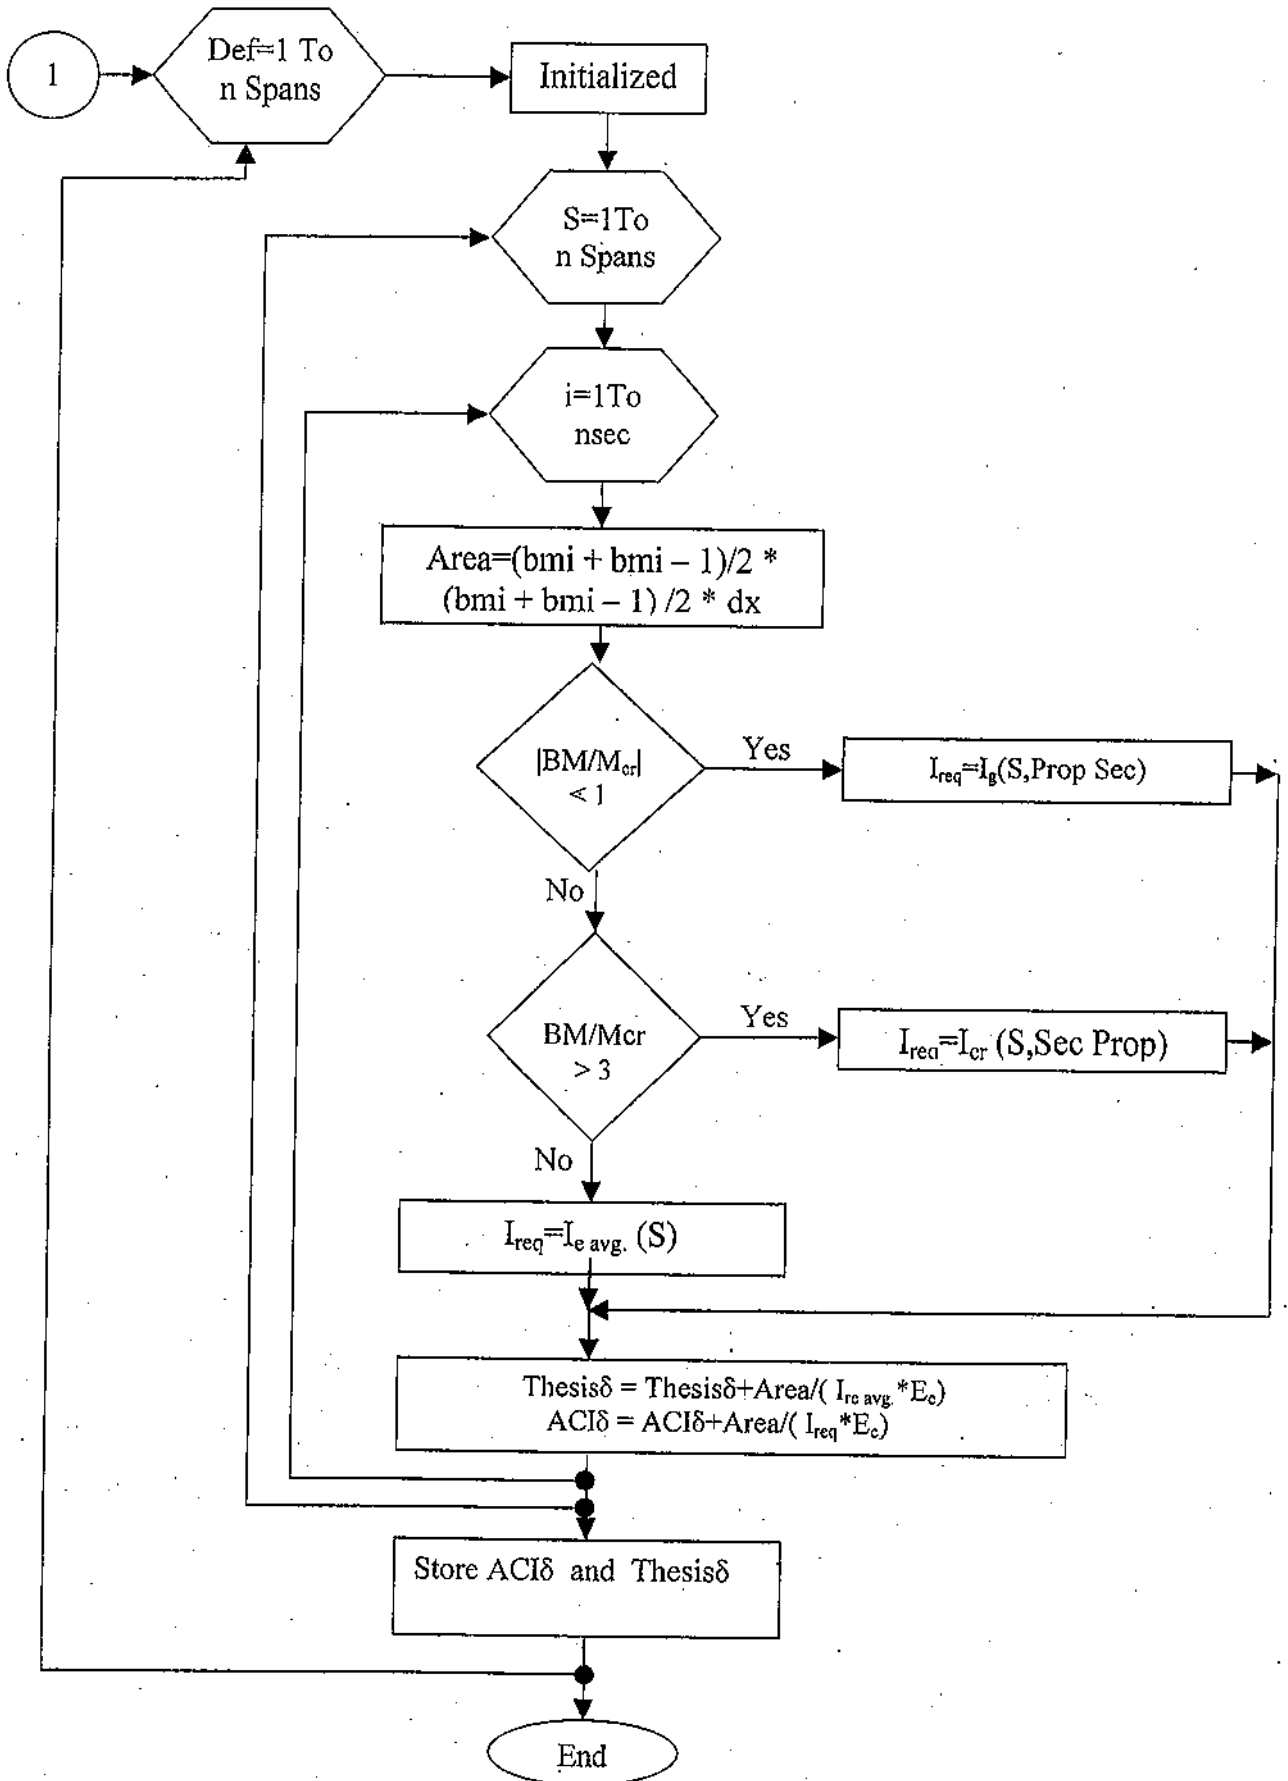 1
Def=1 To
n Spans
Initialized
S=1To
n Spans
i=1To
nsec
Area=(bmi + bmi – 1)/2 *
(bmi + bmi – 1) /2 * dx
|BM/Mcr|
< 1
Yes
Ireq=Ig(S,Prop Sec)
No
BM/Mcr
> 3
Yes
Ireq=Icr (S,Sec Prop)
No
Ireq=Ie avg. (S)
Thesisδ = Thesisδ+Area/( Ire avg.*Ec)
ACIδ = ACIδ+Area/( Ireq*Ec)
Store ACIδ and Thesisδ
End